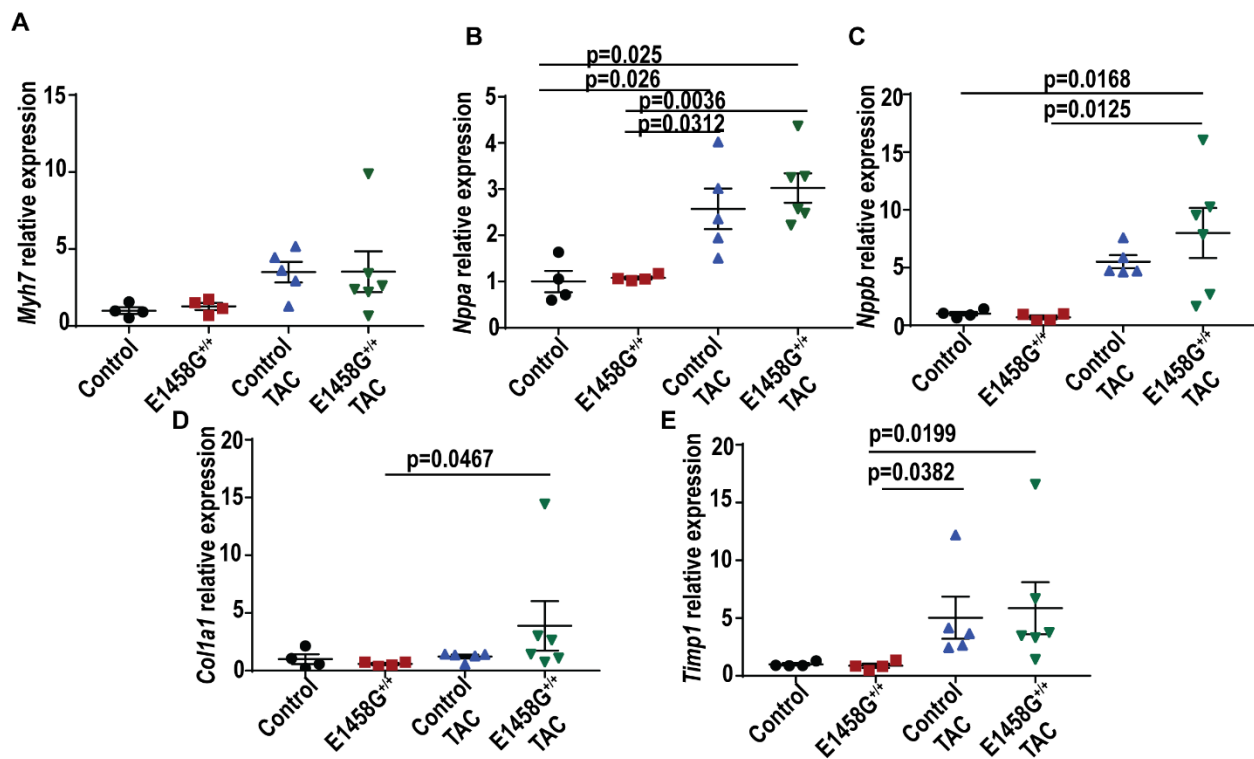 A
Myh7 relative expression
15
10
5
0
Control
E1458G+/+
Control
TAC
E1458G+/+
TAC
B
p=0.025
p=0.026
p=0.0036
p=0.0312
Nppa relative expression
5
4
3
2
1
0
Control
E1458G+/+
Control
TAC
E1458G+/+
TAC
C
p=0.0168
p=0.0125
Nppb relative expression
20
15
10
5
0
Control
E1458G+/+
Control
TAC
E1458G+/+
TAC
D
p=0.0467
Col1a1 relative expression
20
15
10
5
0
Control
E1458G+/+
Control
TAC
E1458G+/+
TAC
E
p=0.0199
p=0.0382
Timp1 relative expression
20
15
10
5
0
Control
E1458G+/+
Control
TAC
E1458G+/+
TAC